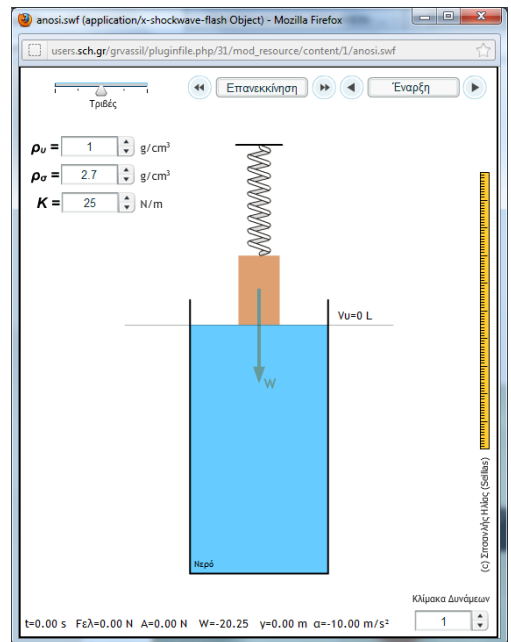 anosi.swf (application/x-shockwave-flash Object) - Mozilla Firefox
users.sch.gr/grvassil/pluginfile.php/31/mod_resource/content/1/anosi.swf
Τριβές
Επανεκκίνηση
Έναρξη
ρυ = 1 g/cm³
ρσ = 2.7 g/cm³
K = 25 N/m
Vυ=0 L
W
(c) Σιτσανλής Ηλίας (Sellias)
Νερό
Κλίμακα Δυνάμεων
1
t=0.00 s Fελ=0.00 N A=0.00 N W=-20.25 y=0.00 m α=-10.00 m/s²